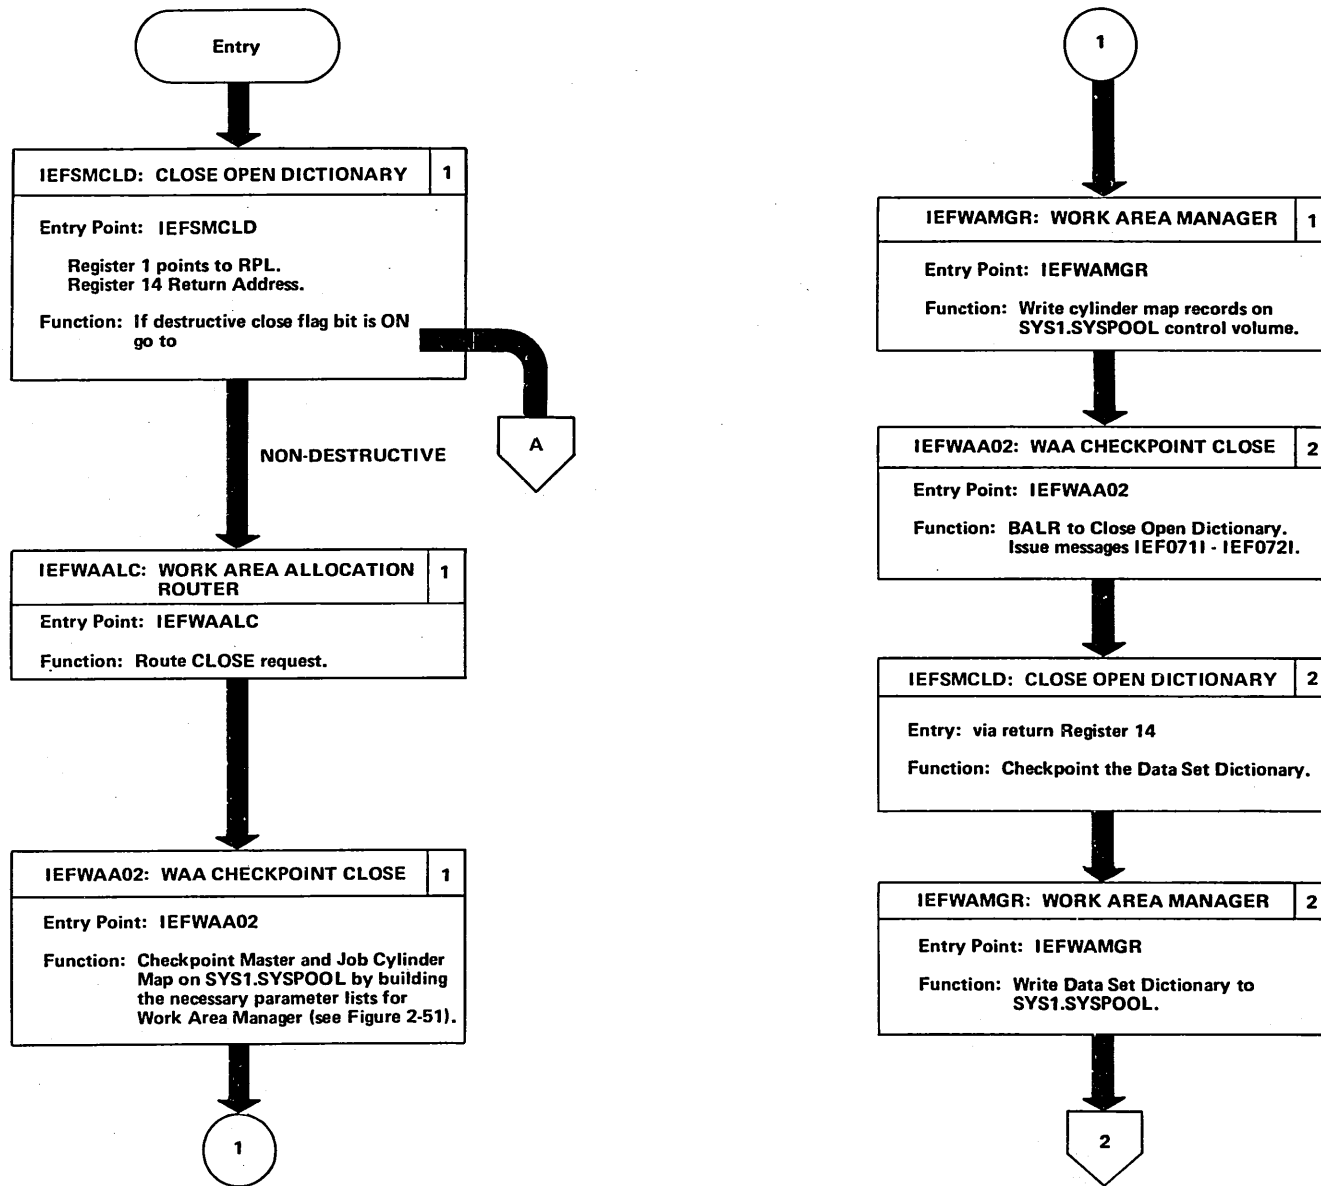 Entry
IEFSMCLD: CLOSE OPEN DICTIONARY 1
Entry Point: IEFSMCLD
Register 1 points to RPL.
Register 14 Return Address.
Function: If destructive close flag bit is ON
go to
A
NON-DESTRUCTIVE
IEFWAALC: WORK AREA ALLOCATION 1
ROUTER
Entry Point: IEFWAALC
Function: Route CLOSE request.
IEFWAA02: WAA CHECKPOINT CLOSE 1
Entry Point: IEFWAA02
Function: Checkpoint Master and Job Cylinder
Map on SYS1.SYSPOOL by building
the necessary parameter lists for
Work Area Manager (see Figure 2-51).
1
1
IEFWAMGR: WORK AREA MANAGER 1
Entry Point: IEFWAMGR
Function: Write cylinder map records on
SYS1.SYSPOOL control volume.
IEFWAA02: WAA CHECKPOINT CLOSE 2
Entry Point: IEFWAA02
Function: BALR to Close Open Dictionary.
Issue messages IEF071I - IEF072I.
IEFSMCLD: CLOSE OPEN DICTIONARY 2
Entry: via return Register 14
Function: Checkpoint the Data Set Dictionary.
IEFWAMGR: WORK AREA MANAGER 2
Entry Point: IEFWAMGR
Function: Write Data Set Dictionary to
SYS1.SYSPOOL.
2